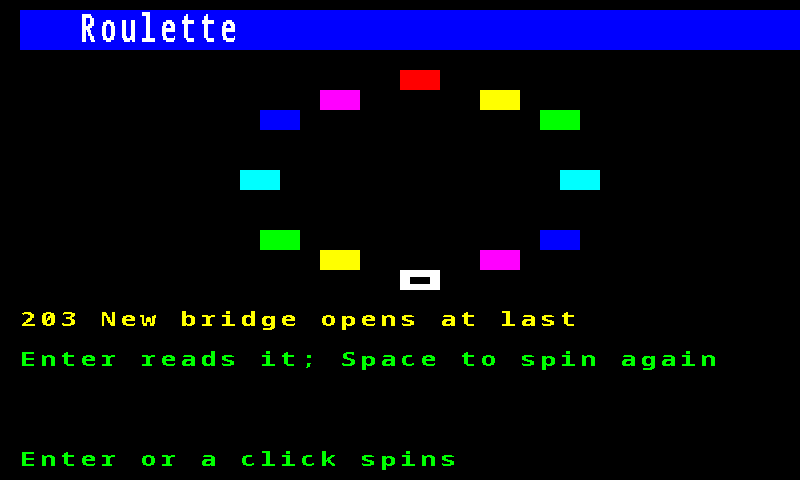 Roulette
203 New bridge opens at last
Enter reads it; Space to spin again
Enter or a click spins